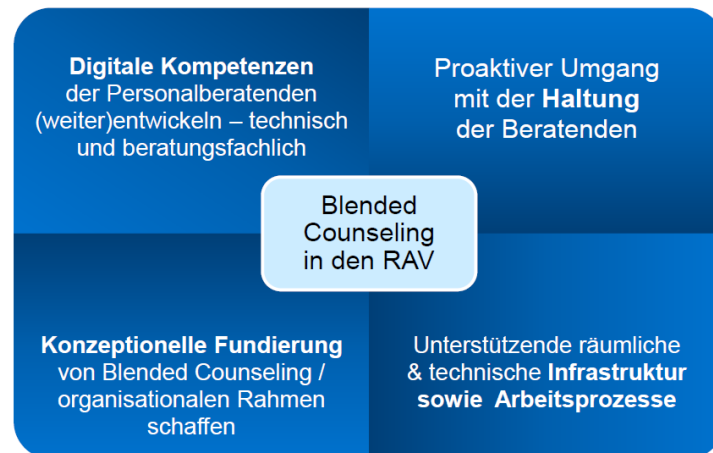 Digitale Kompetenzen
der Personalberatenden
(weiter)entwickeln – technisch
und beratungsfachlich
Proaktiver Umgang
mit der Haltung
der Beratenden
Blended
Counseling
in den RAV
Konzeptionelle Fundierung
von Blended Counseling /
organisationalen Rahmen
schaffen
Unterstützende räumliche
& technische Infrastruktur
sowie Arbeitsprozesse